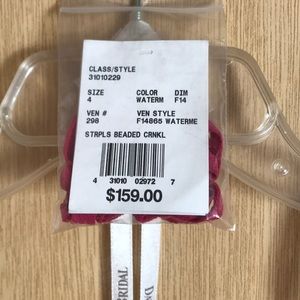 CLASS/STYLE
31010229
SIZE COLOR DIM
4 WATERM F14
VEN # VEN STYLE
298 F14865 WATERME
STRPLS BEADED CRNKL
4 31010 02972 7
$159.00
BRIDAL